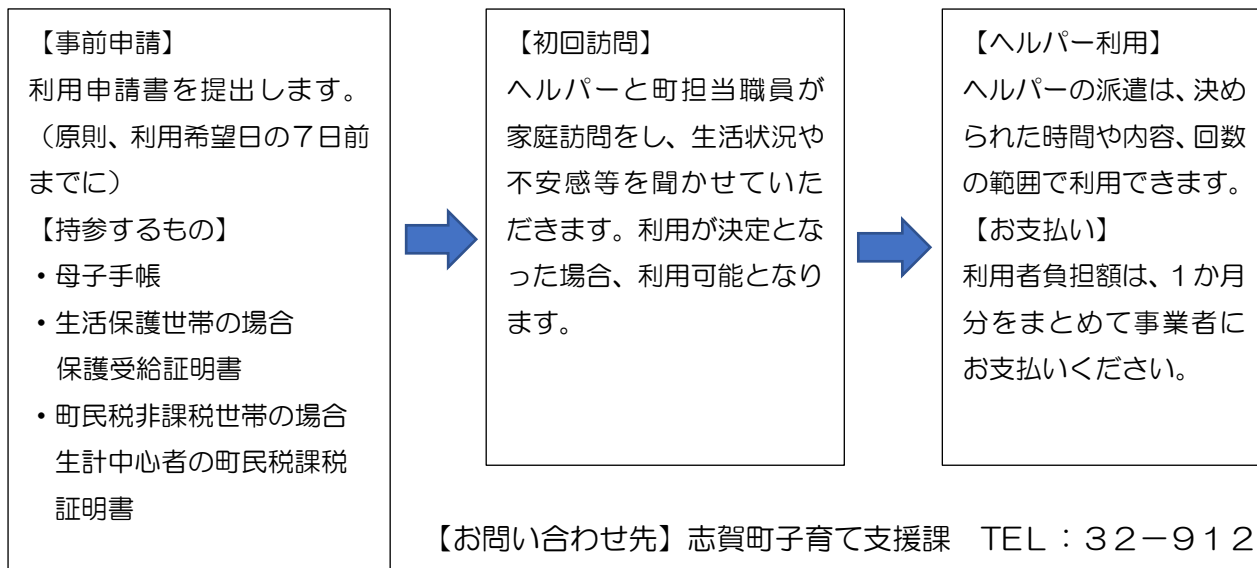 【事前申請】
利用申請書を提出します。
(原則、利用希望日の7日前
までに)
【持参するもの】
・母子手帳
・生活保護世帯の場合
保護受給証明書
・町民税非課税世帯の場合
生計中心者の町民税課税
証明書
【初回訪問】
ヘルパーと町担当職員が
家庭訪問をし、生活状況や
不安感等を聞かせていた
だきます。利用が決定とな
った場合、利用可能となり
ます。
【ヘルパー利用】
ヘルパーの派遣は、決め
られた時間や内容、回数
の範囲で利用できます。
【お支払い】
利用者負担額は、1か月
分をまとめて事業者に
お支払いください。
【お問い合わせ先】志賀町子育て支援課 TEL:32-912